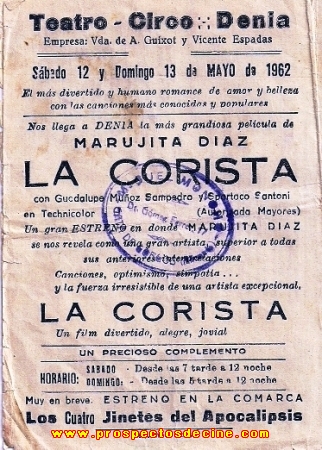 Teatro - Circo :: Denia
Empresa: Vda. de A. Guixot y Vicente Espadas
Sábado 12 y Domingo 13 de MAYO de 1962
El más divertido y humano romance de amor y belleza
con las canciones más conocidas y populares
Nos llega a DENIA la más grandiosa película de
MARUJITA DIAZ
LA CORISTA
con Guadalupe Muñoz Sampedro y Spartaco Santoni
en Technicolor (Autorizada Mayores)
Un gran ESTRENO en donde MARUJITA DIAZ
se nos revela como una gran artista, superior a todas
sus anteriores interpretaciones
Canciones, optimismo, simpatía . . .
y la fuerza irresistible de una artista excepcional.
LA CORISTA
Un film divertido, alegre, jovial
UN PRECIOSO COMPLEMENTO
HORARIO: SABADO - Desde las 7 tarde a 12 noche
DOMINGO: - Desde las 5 tarde a 12 noche
Muy en breve. ESTRENO EN LA COMARCA
Los Cuatro Jinetes del Apocalipsis
www.prospectosdecine.com